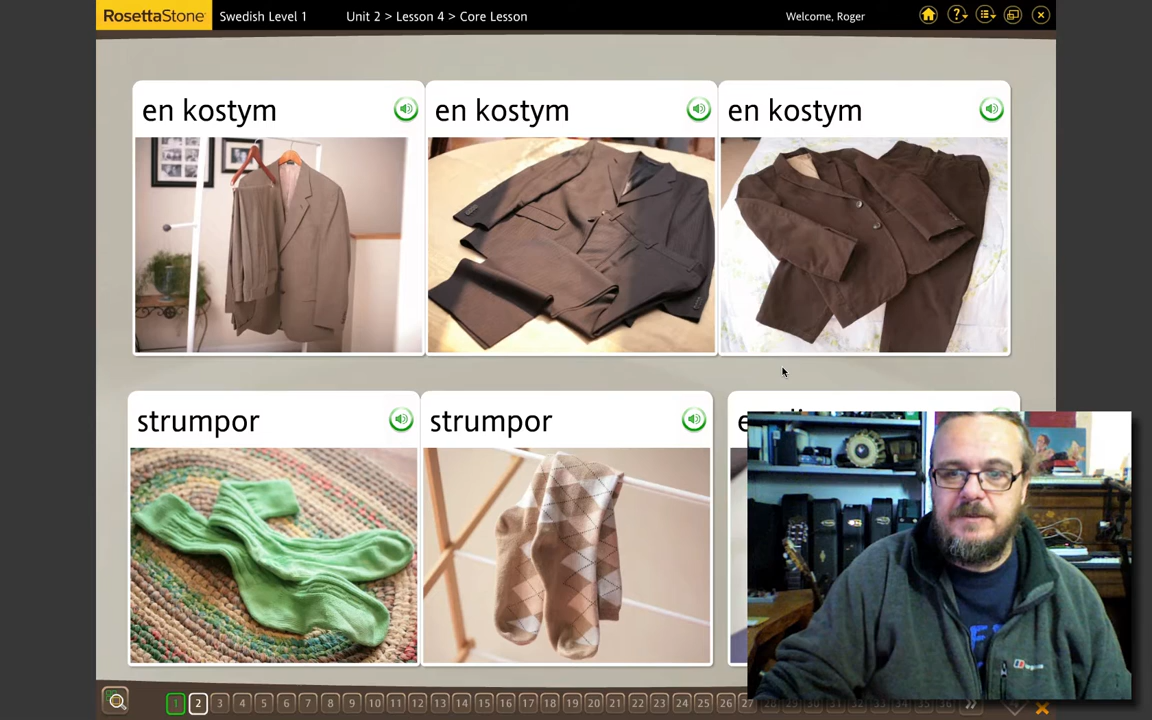 RosettaStone Swedish Level 1 Unit 2 > Lesson 4 > Core Lesson Welcome, Roger
en kostym en kostym en kostym
strumpor strumpor
1 2 3 4 5 6 7 8 9 10 11 12 13 14 15 16 17 18 19 20 21 22 23 24 25 26 27